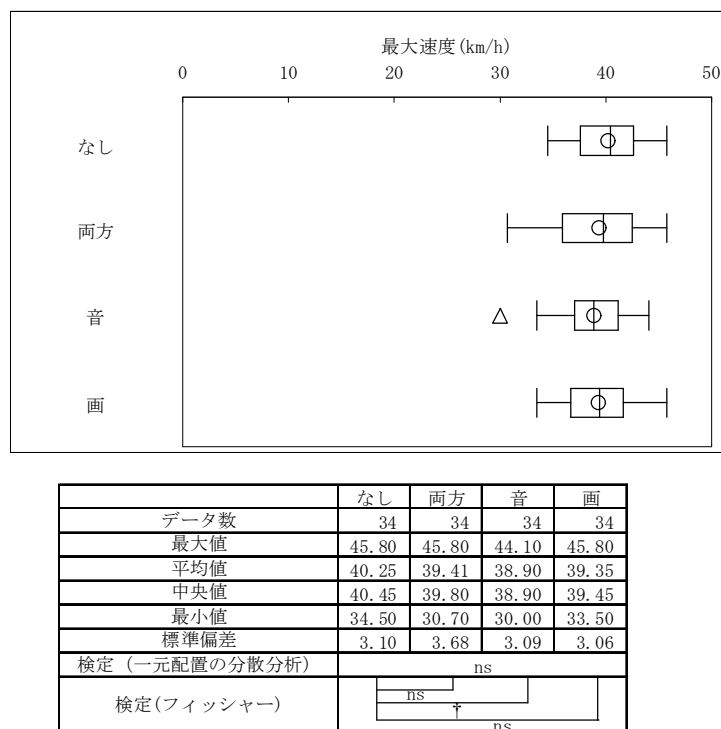 最大速度(km/h)
0 10 20 30 40 50
なし
両方
音
画
なし 両方 音 画
データ数 34 34 34 34
最大値 45.80 45.80 44.10 45.80
平均値 40.25 39.41 38.90 39.35
中央値 40.45 39.80 38.90 39.45
最小値 34.50 30.70 30.00 33.50
標準偏差 3.10 3.68 3.09 3.06
検定（一元配置の分散分析） ns
検定(フィッシャー) ns
†
ns